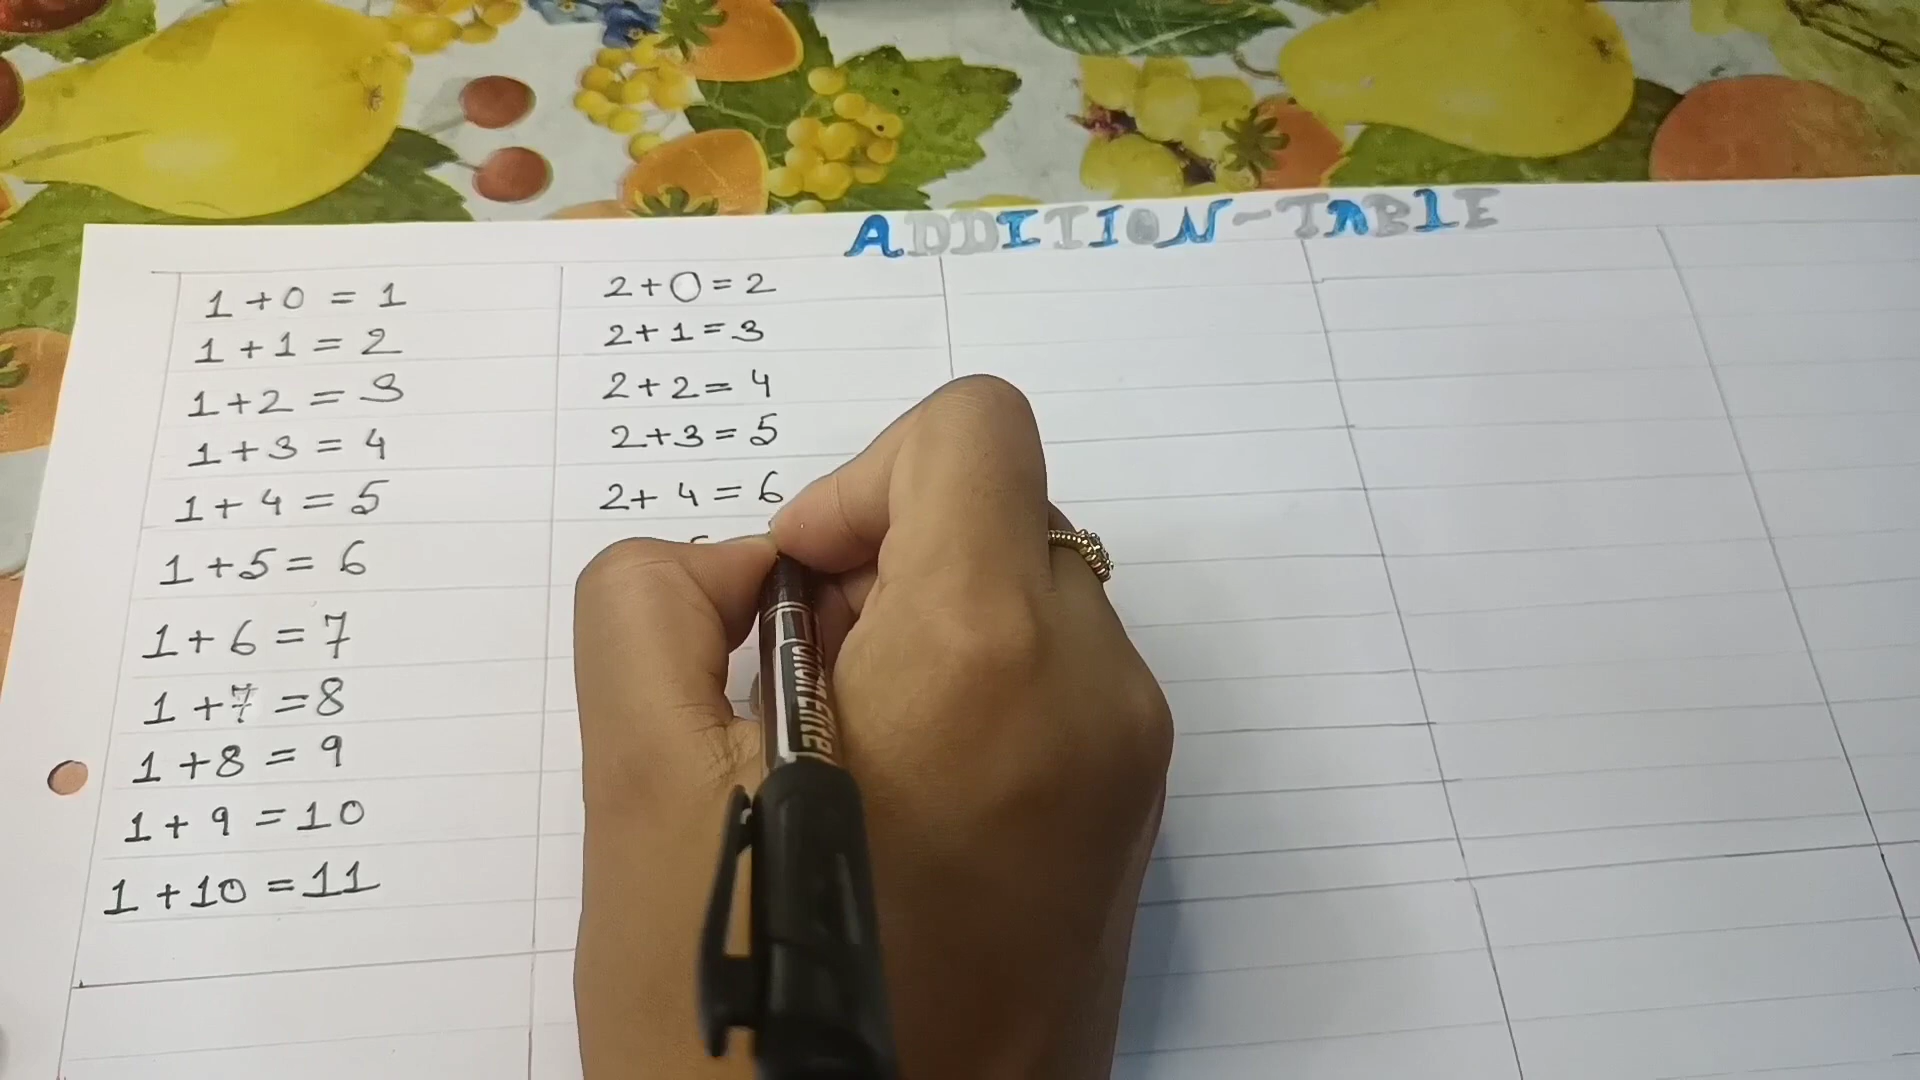 ADDITION-TABLE
1 + 0 = 1
1 + 1 = 2
1 + 2 = 3
1 + 3 = 4
1 + 4 = 5
1 + 5 = 6
1 + 6 = 7
1 + 7 = 8
1 + 8 = 9
1 + 9 = 10
1 + 10 = 11
2 + 0 = 2
2 + 1 = 3
2 + 2 = 4
2 + 3 = 5
2 + 4 = 6